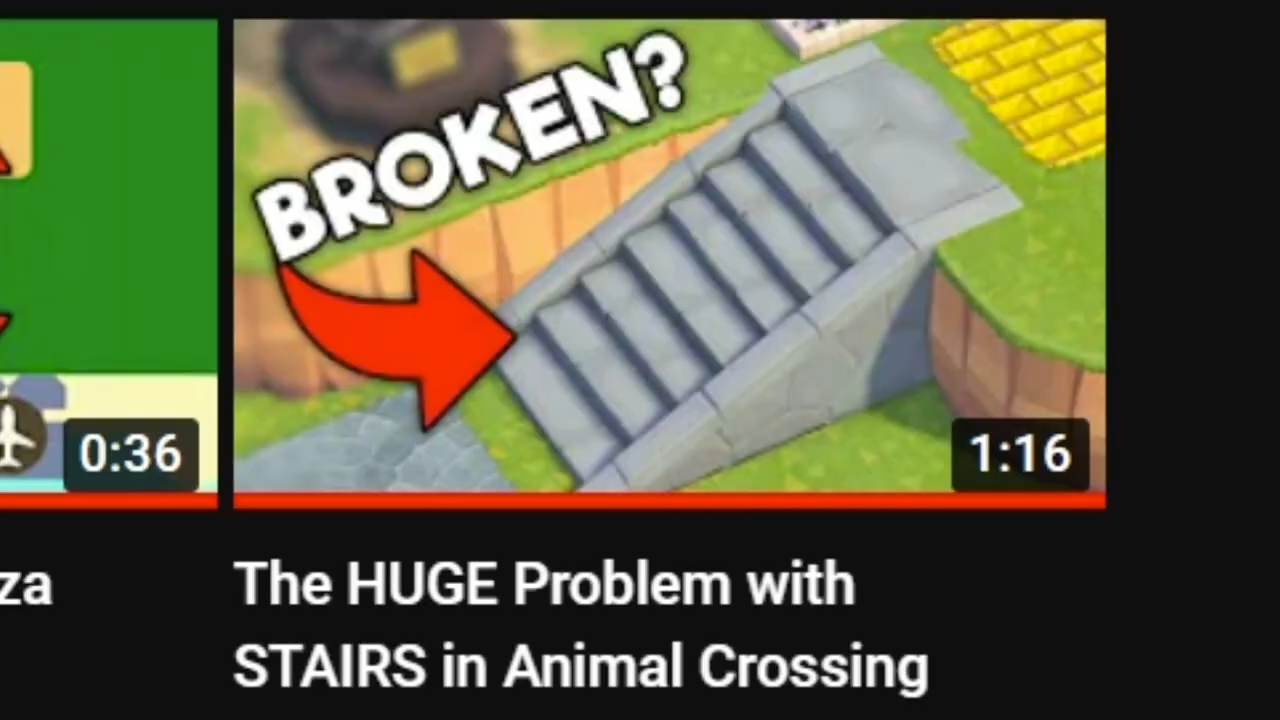 BROKEN?
0:36
1:16
za
The HUGE Problem with
STAIRS in Animal Crossing